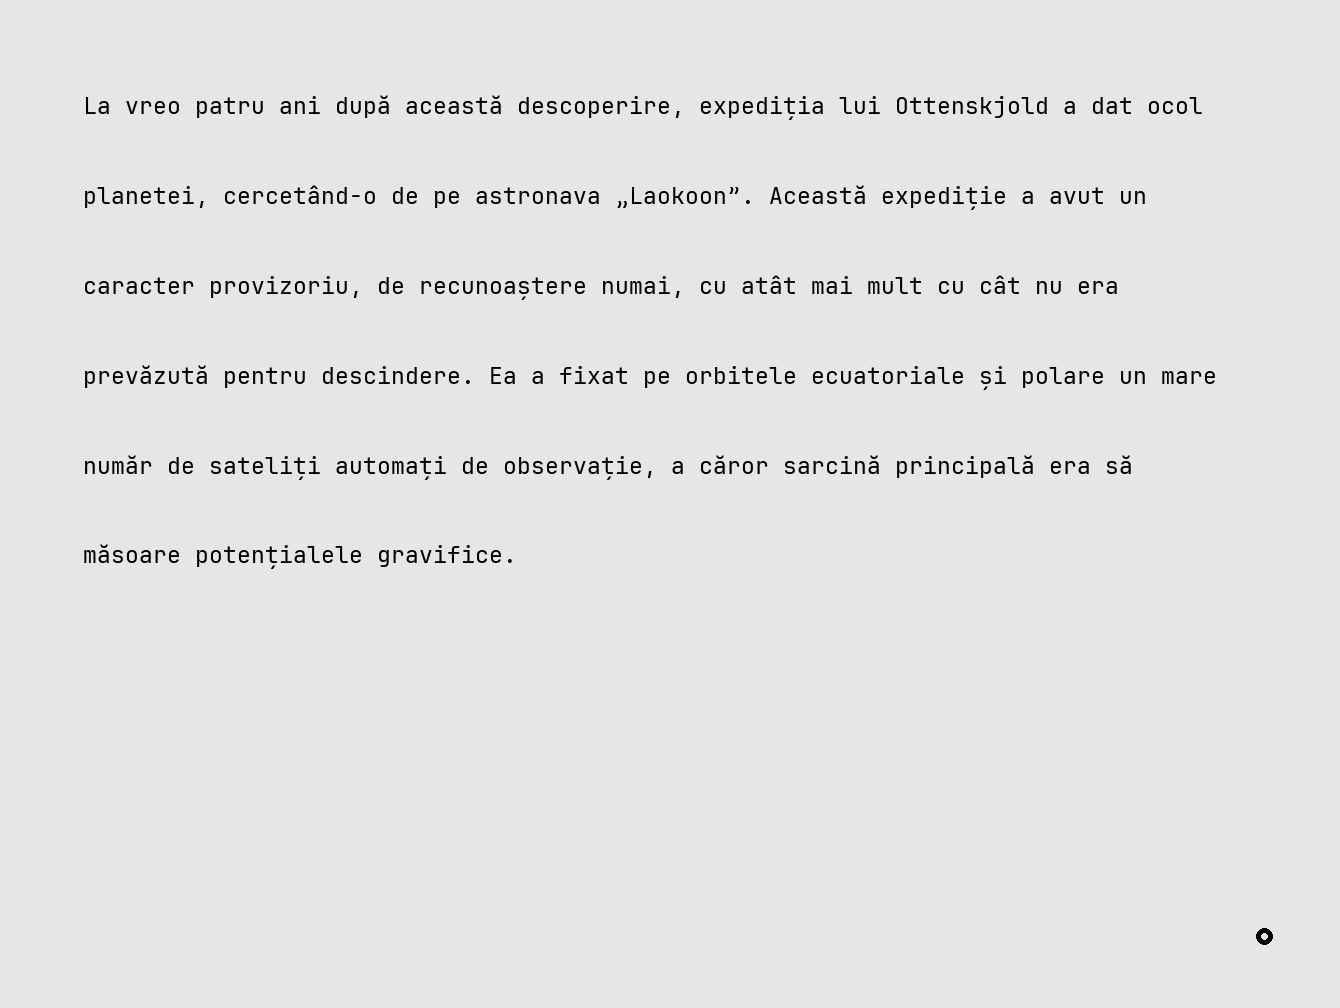 La vreo patru ani după această descoperire, expediția lui Ottenskjold a dat ocol
planetei, cercetând-o de pe astronava „Laokoon”. Această expediție a avut un
caracter provizoriu, de recunoaștere numai, cu atât mai mult cu cât nu era
prevăzută pentru descindere. Ea a fixat pe orbitele ecuatoriale și polare un mare
număr de sateliți automați de observație, a căror sarcină principală era să
măsoare potențialele gravifice.